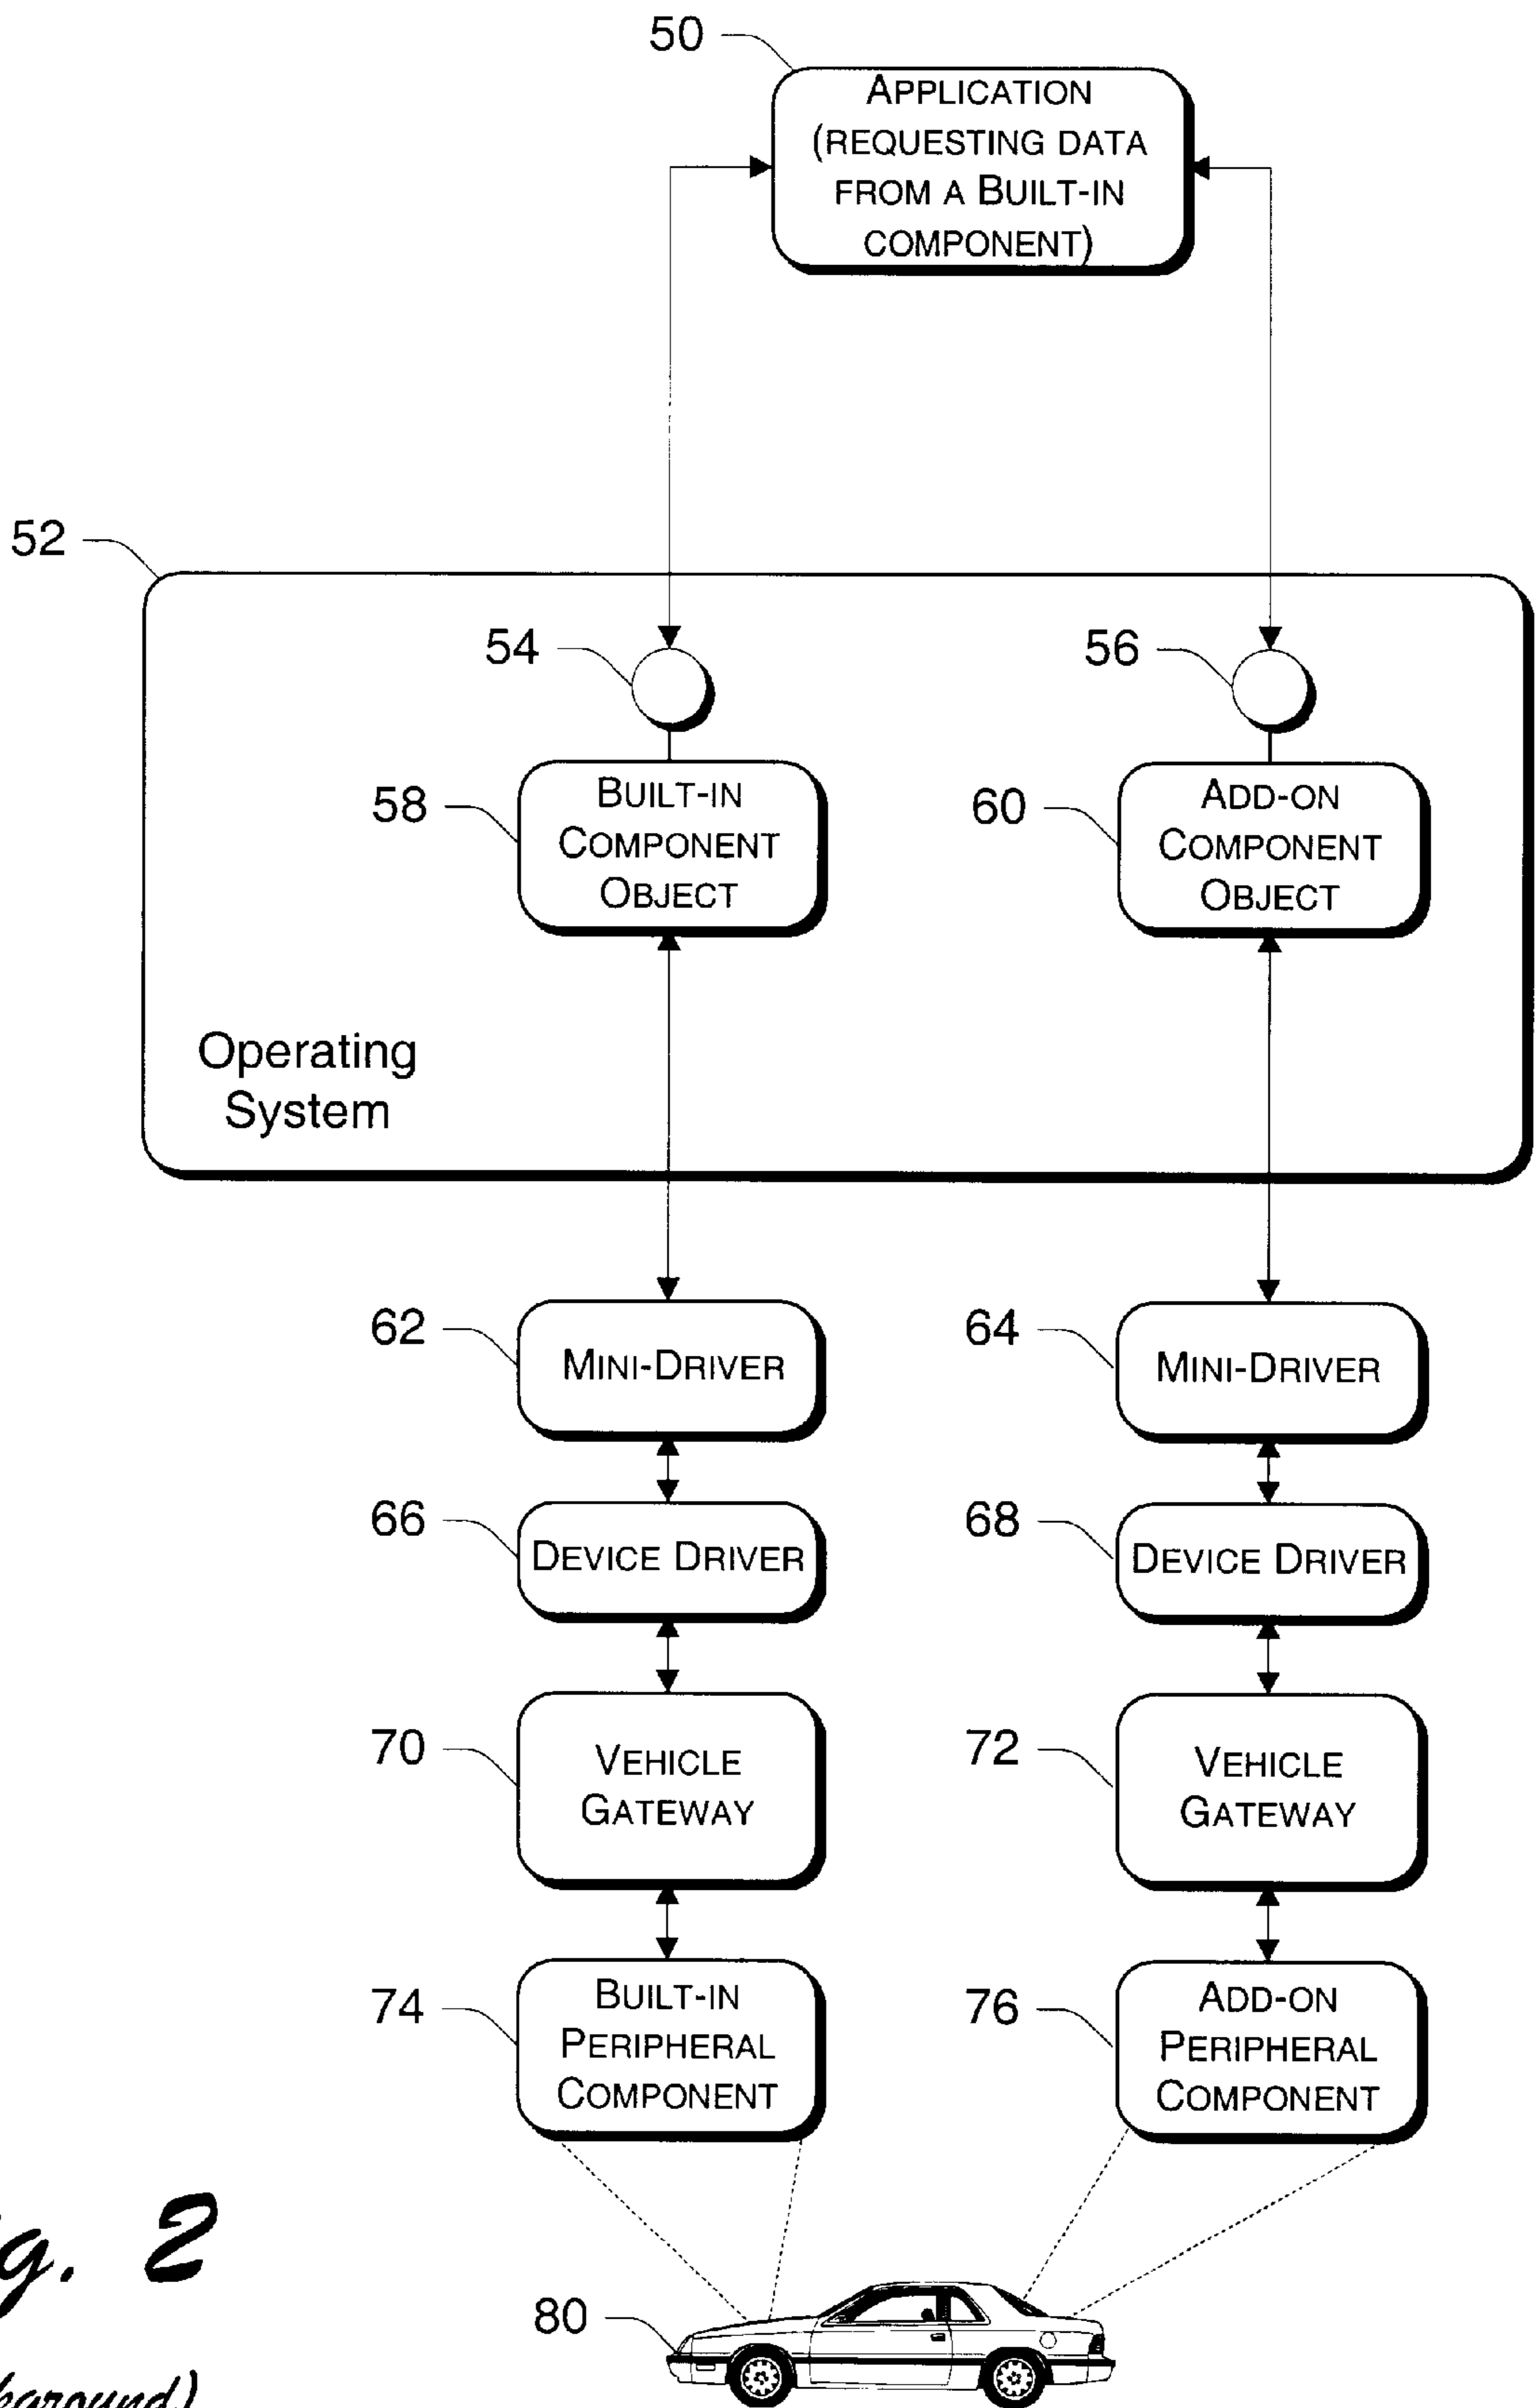 50
APPLICATION
(REQUESTING DATA
FROM A BUILT-IN
COMPONENT)
52
54
56
58
BUILT-IN
COMPONENT
OBJECT
60
ADD-ON
COMPONENT
OBJECT
Operating
System
62
MINI-DRIVER
64
MINI-DRIVER
66
DEVICE DRIVER
68
DEVICE DRIVER
70
VEHICLE
GATEWAY
72
VEHICLE
GATEWAY
74
BUILT-IN
PERIPHERAL
COMPONENT
76
ADD-ON
PERIPHERAL
COMPONENT
2
80